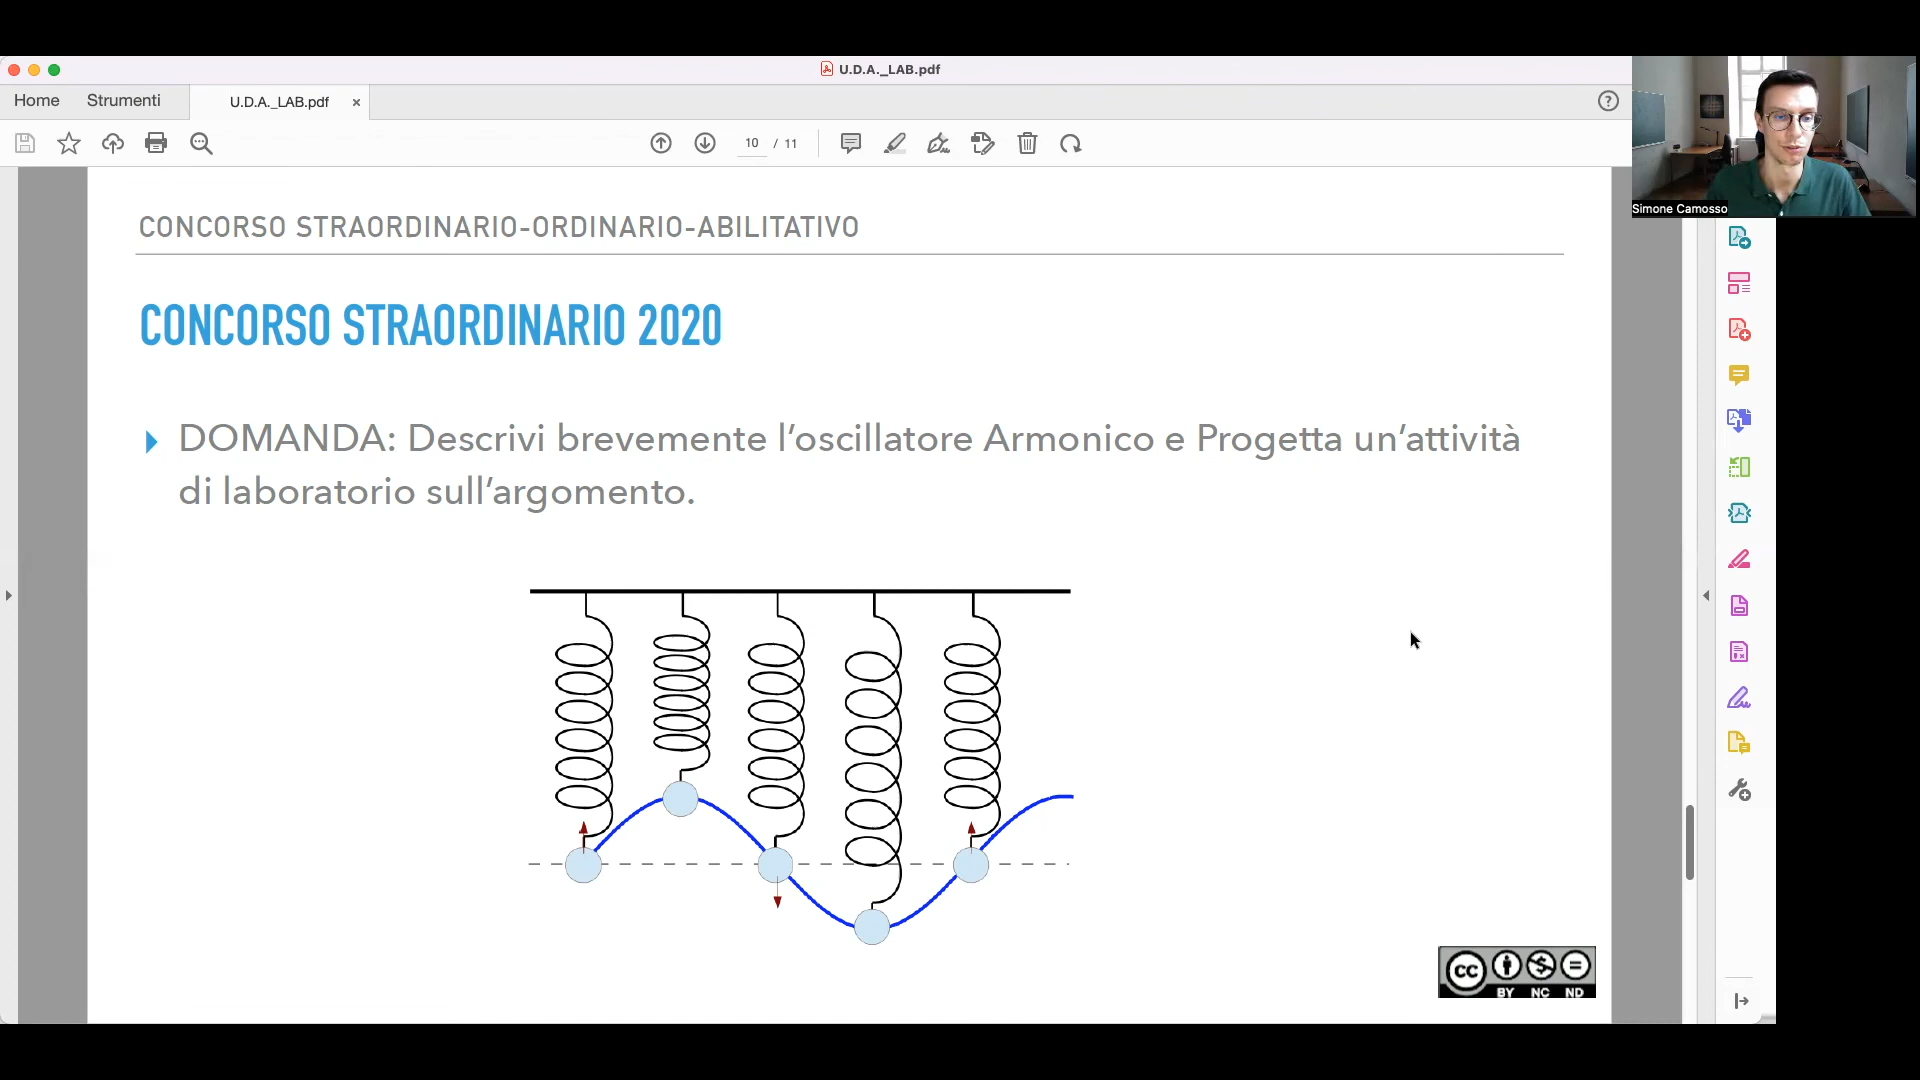 U.D.A._LAB.pdf
Home
Strumenti
U.D.A._LAB.pdf
10 / 11
Simone Camosso
CONCORSO STRAORDINARIO-ORDINARIO-ABILITATIVO
CONCORSO STRAORDINARIO 2020
DOMANDA: Descrivi brevemente l’oscillatore Armonico e Progetta un’attività
di laboratorio sull’argomento.
cc
BY NC ND